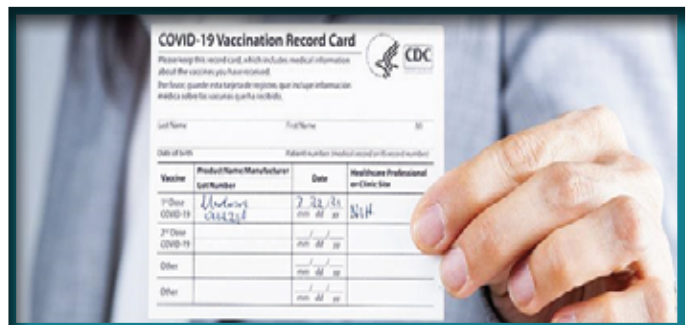 COVID-19 Vaccination Record Card
CDC
Please keep this record card, which includes medical information
about the vaccines you have received.
Por favor, guarde esta tarjeta de registro, que incluye información
médica sobre las vacunas que ha recibido.
Last Name First Name MI
Date of birth Patient number (medical record or IIS record number)
Vaccine Product Name/Manufacturer Date Healthcare Professional
Lot Number or Clinic Site
1st Dose
COVID-19 mm dd yy NIH
2nd Dose
COVID-19 mm dd yy
Other mm dd yy
Other mm dd yy